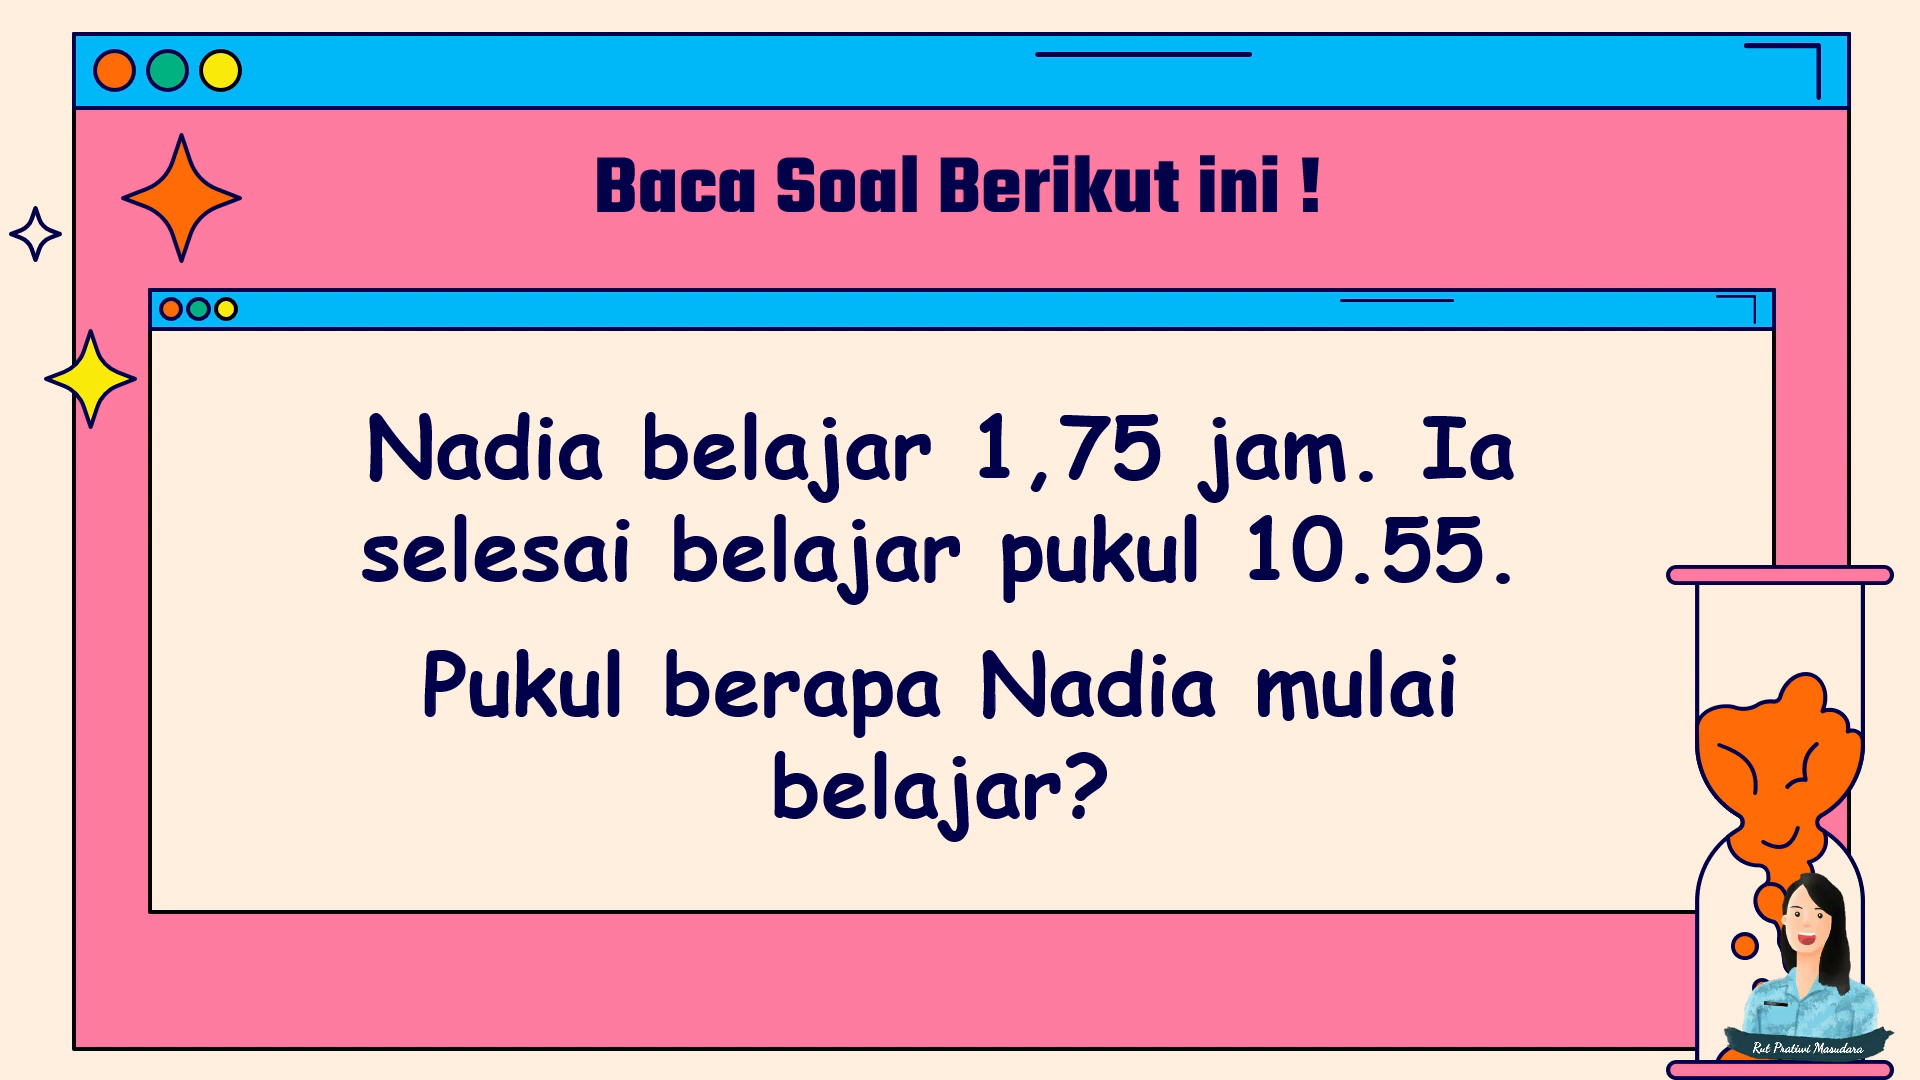 Baca Soal Berikut ini !
Nadia belajar 1,75 jam. Ia
selesai belajar pukul 10.55.
Pukul berapa Nadia mulai
belajar?
Rut Pratiwi Masudara